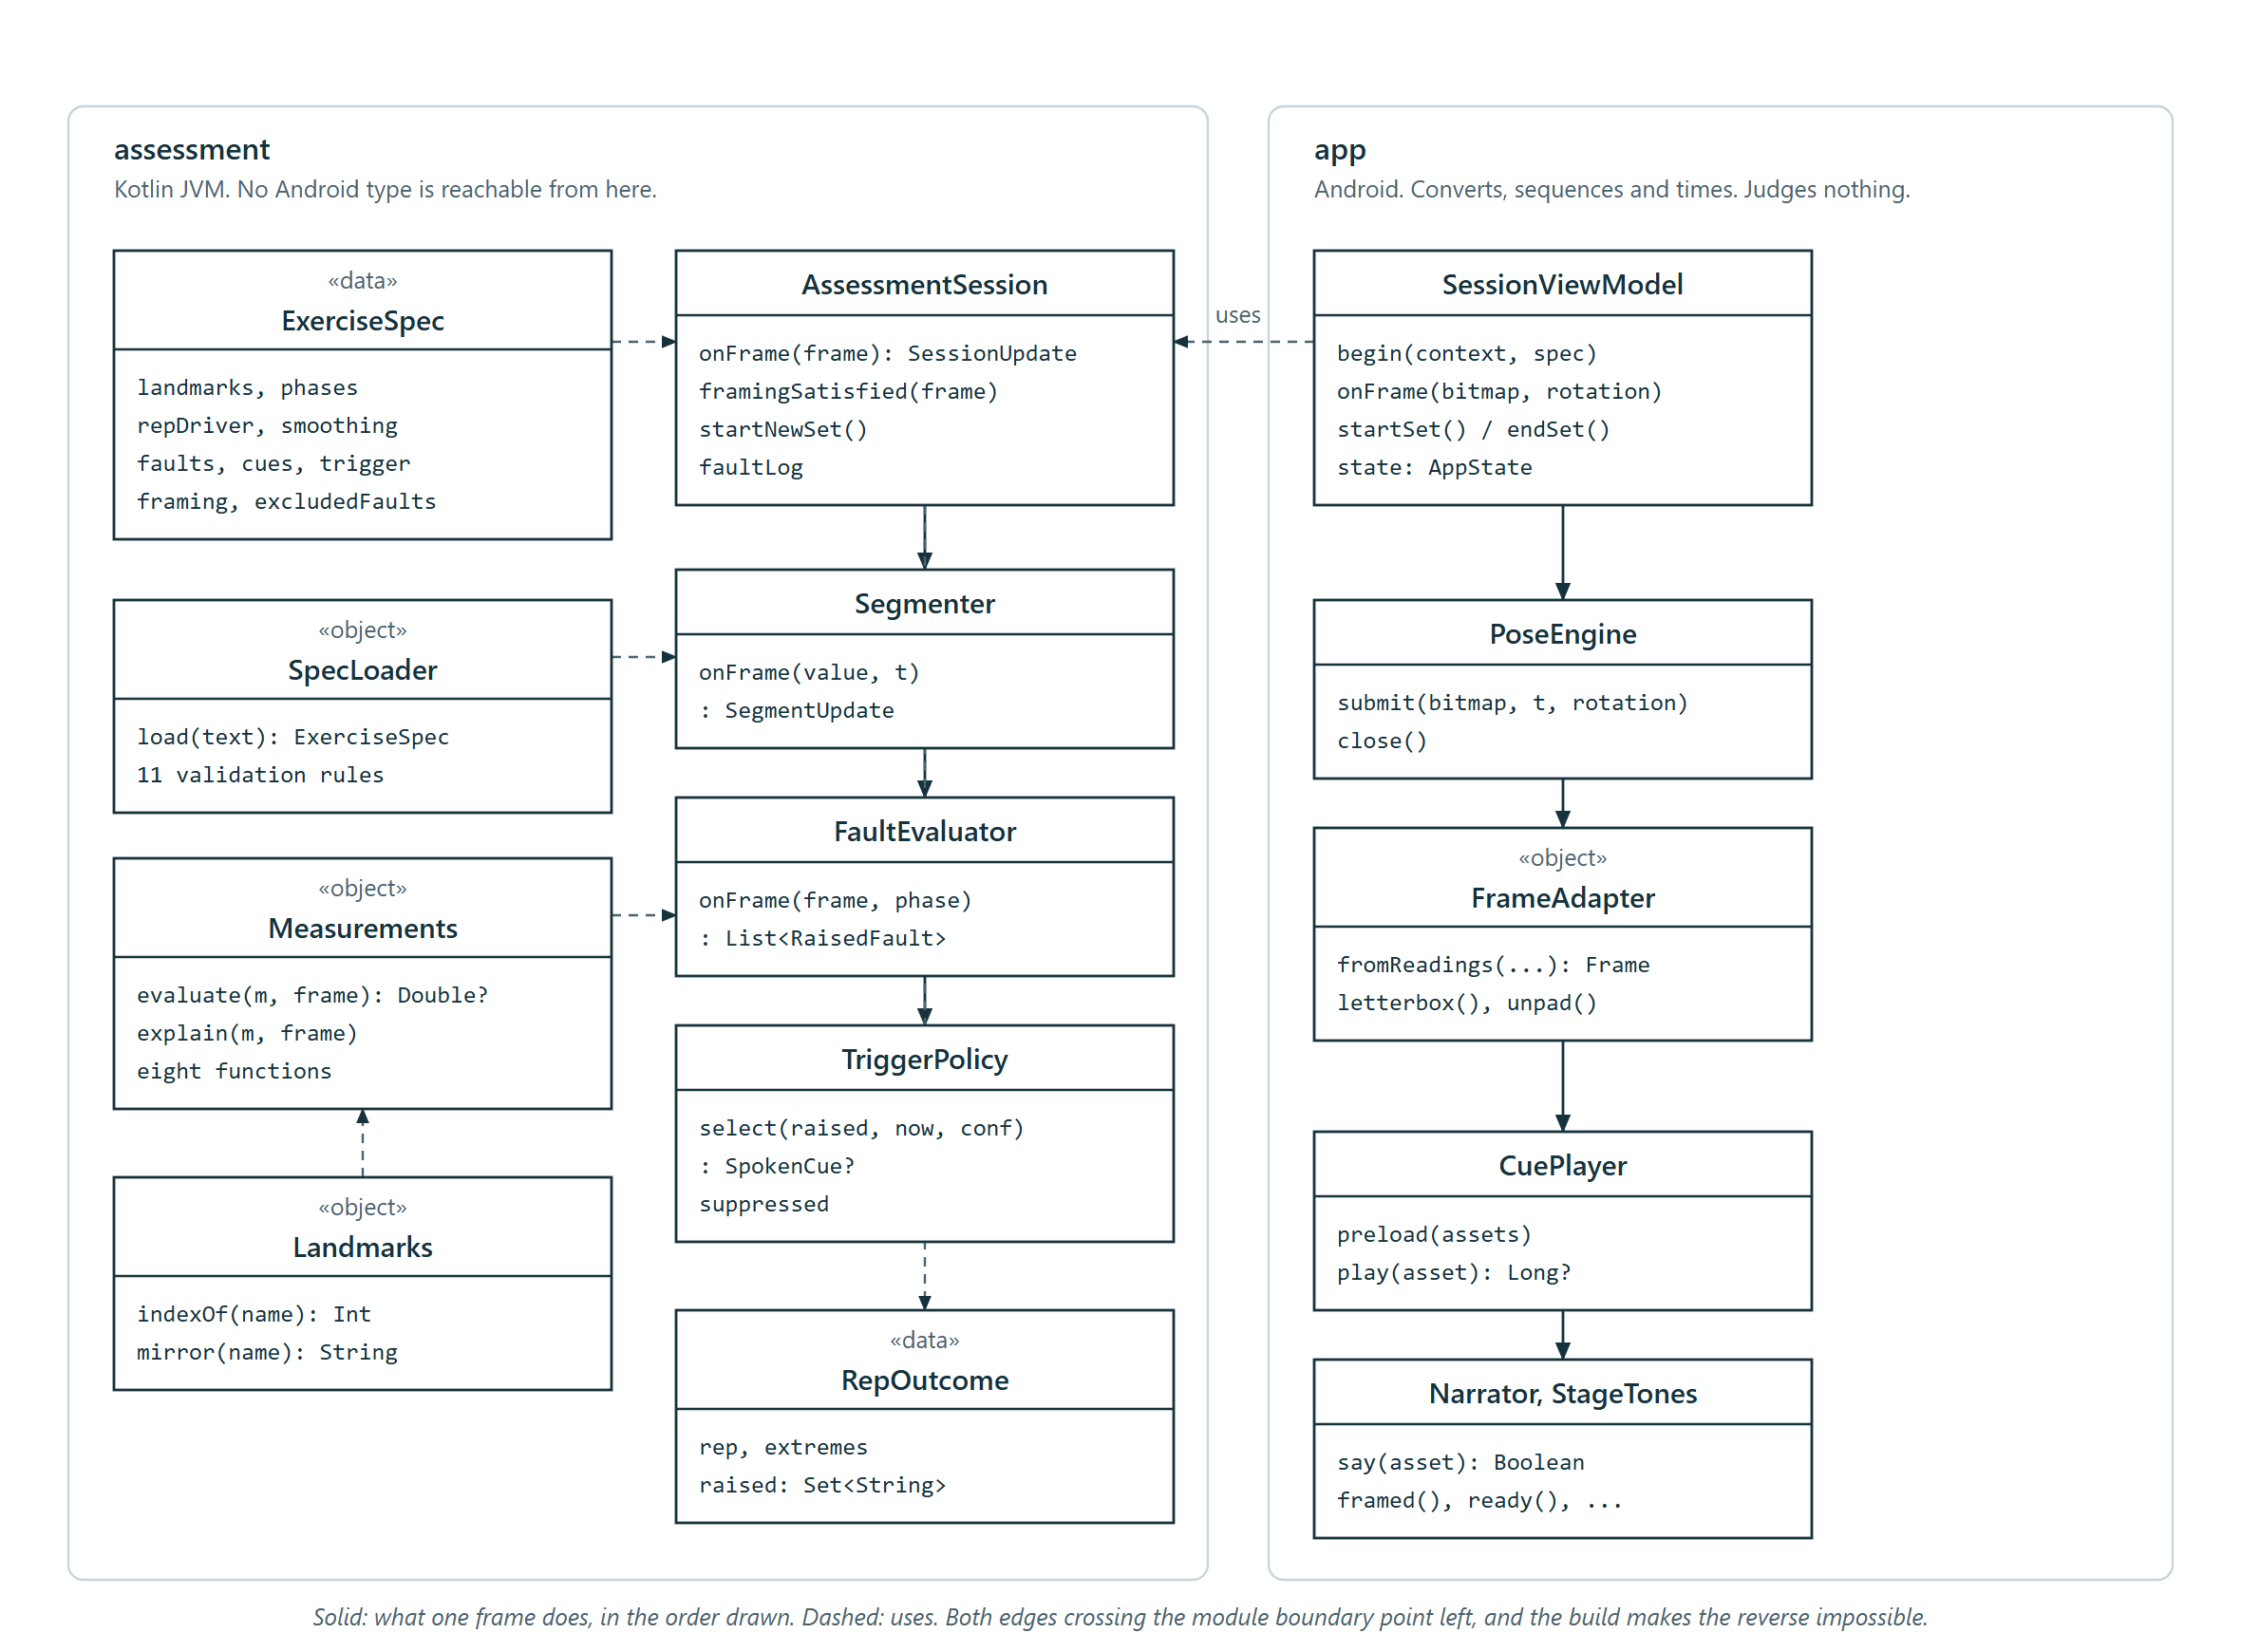 assessment
Kotlin JVM. No Android type is reachable from here.
«data»
ExerciseSpec
landmarks, phases
repDriver, smoothing
faults, cues, trigger
framing, excludedFaults
«object»
SpecLoader
load(text): ExerciseSpec
11 validation rules
«object»
Measurements
evaluate(m, frame): Double?
explain(m, frame)
eight functions
«object»
Landmarks
indexOf(name): Int
mirror(name): String
AssessmentSession
onFrame(frame): SessionUpdate
framingSatisfied(frame)
startNewSet()
faultLog
Segmenter
onFrame(value, t)
: SegmentUpdate
FaultEvaluator
onFrame(frame, phase)
: List<RaisedFault>
TriggerPolicy
select(raised, now, conf)
: SpokenCue?
suppressed
«data»
RepOutcome
rep, extremes
raised: Set<String>
uses
app
Android. Converts, sequences and times. Judges nothing.
SessionViewModel
begin(context, spec)
onFrame(bitmap, rotation)
startSet() / endSet()
state: AppState
PoseEngine
submit(bitmap, t, rotation)
close()
«object»
FrameAdapter
fromReadings(...): Frame
letterbox(), unpad()
CuePlayer
preload(assets)
play(asset): Long?
Narrator, StageTones
say(asset): Boolean
framed(), ready(), ...
Solid: what one frame does, in the order drawn. Dashed: uses. Both edges crossing the module boundary point left, and the build makes the reverse impossible.